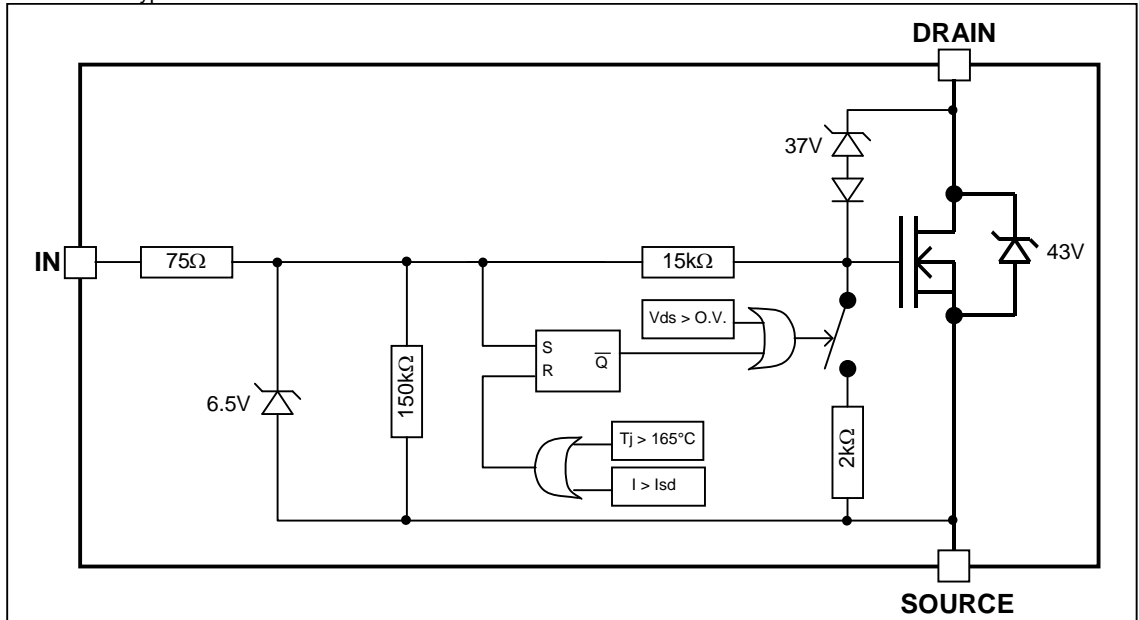 DRAIN
37V
43V
IN
75Ω
15kΩ
Vds > O.V.
S
R
Q̅
150kΩ
6.5V
Tj > 165°C
I > Isd
2kΩ
SOURCE